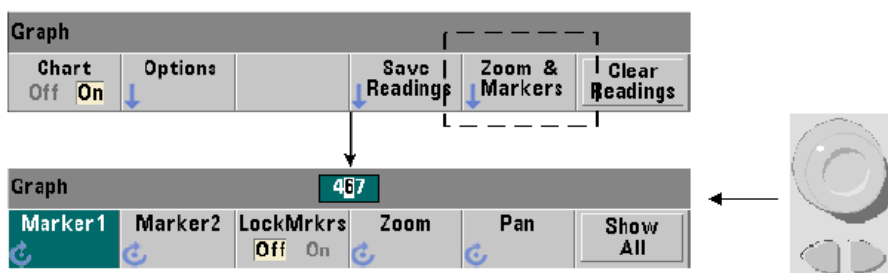 Graph
Chart Options Save Zoom & Clear
Off On Readings Markers Readings
Graph 467
Marker1 Marker2 LockMrkrs Zoom Pan Show
Off On All